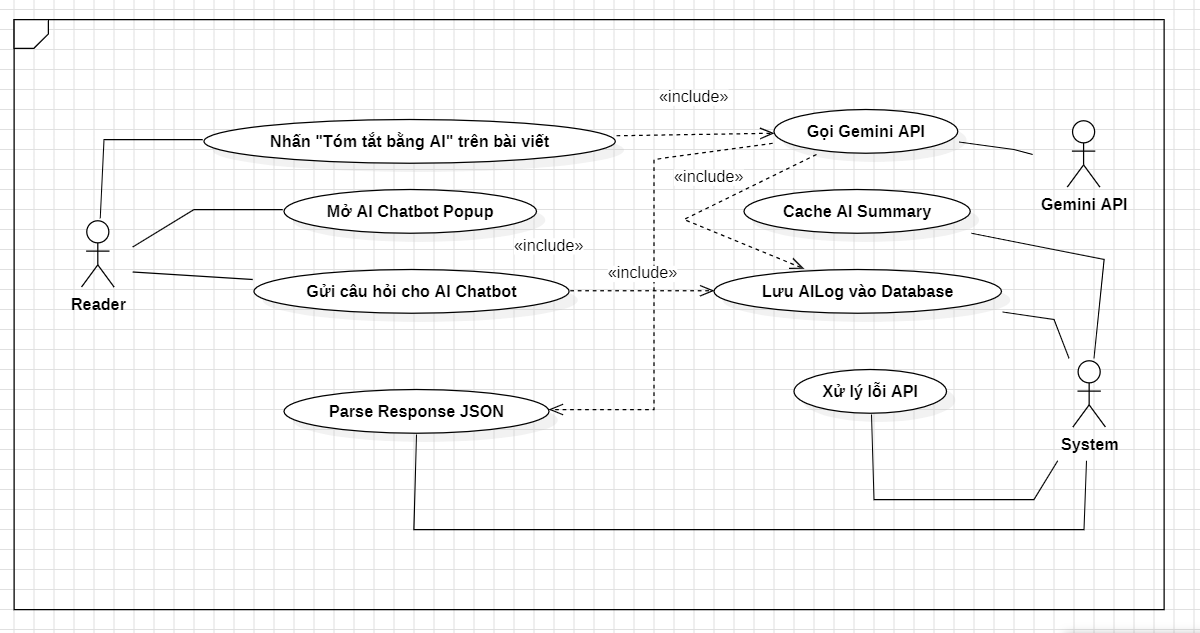 «include»
Nhấn "Tóm tắt bằng AI" trên bài viết
Gọi Gemini API
«include»
Gemini API
Mở AI Chatbot Popup
Cache AI Summary
«include»
Reader
Gửi câu hỏi cho AI Chatbot
«include»
Lưu AILog vào Database
Parse Response JSON
Xử lý lỗi API
System